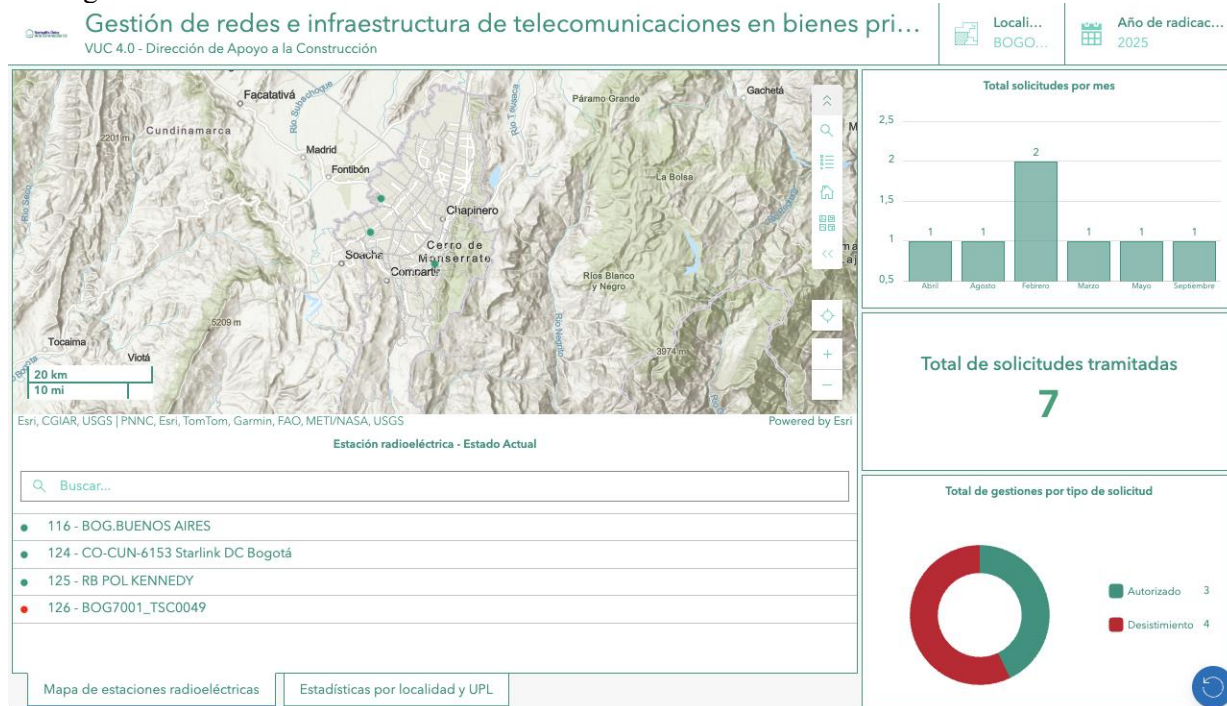 Gestión de redes e infraestructura de telecomunicaciones en bienes pri...
VUC 4.0 - Dirección de Apoyo a la Construcción
Locali...
BOGO...
Año de radicac...
2025
Facatativá
Río Subachoque
Cundinamarca
2201 m
Madrid
Fontibón
Río Teusacá
Páramo Grande
Gachetá
La Bolsa
Chapinero
Soacha
Cerro de
Monserrate
Compartir
Ríos Blanco
y Negro
5209 m
Río Negrito
3974 m
Tocaima
Viotá
20 km
10 mi
Esri, CGIAR, USGS | PNNC, Esri, TomTom, Garmin, FAO, METI/NASA, USGS
Powered by Esri
Estación radioeléctrica - Estado Actual
Buscar...
116 - BOG.BUENOS AIRES
124 - CO-CUN-6153 Starlink DC Bogotá
125 - RB POL KENNEDY
126 - BOG7001_TSC0049
Mapa de estaciones radioeléctricas
Estadísticas por localidad y UPL
Total solicitudes por mes
2,5
2
1,5
1
0,5
1 1 2 1 1 1
Abril Agosto Febrero Marzo Mayo Septiembre
Total de solicitudes tramitadas
7
Total de gestiones por tipo de solicitud
Autorizado 3
Desistimiento 4